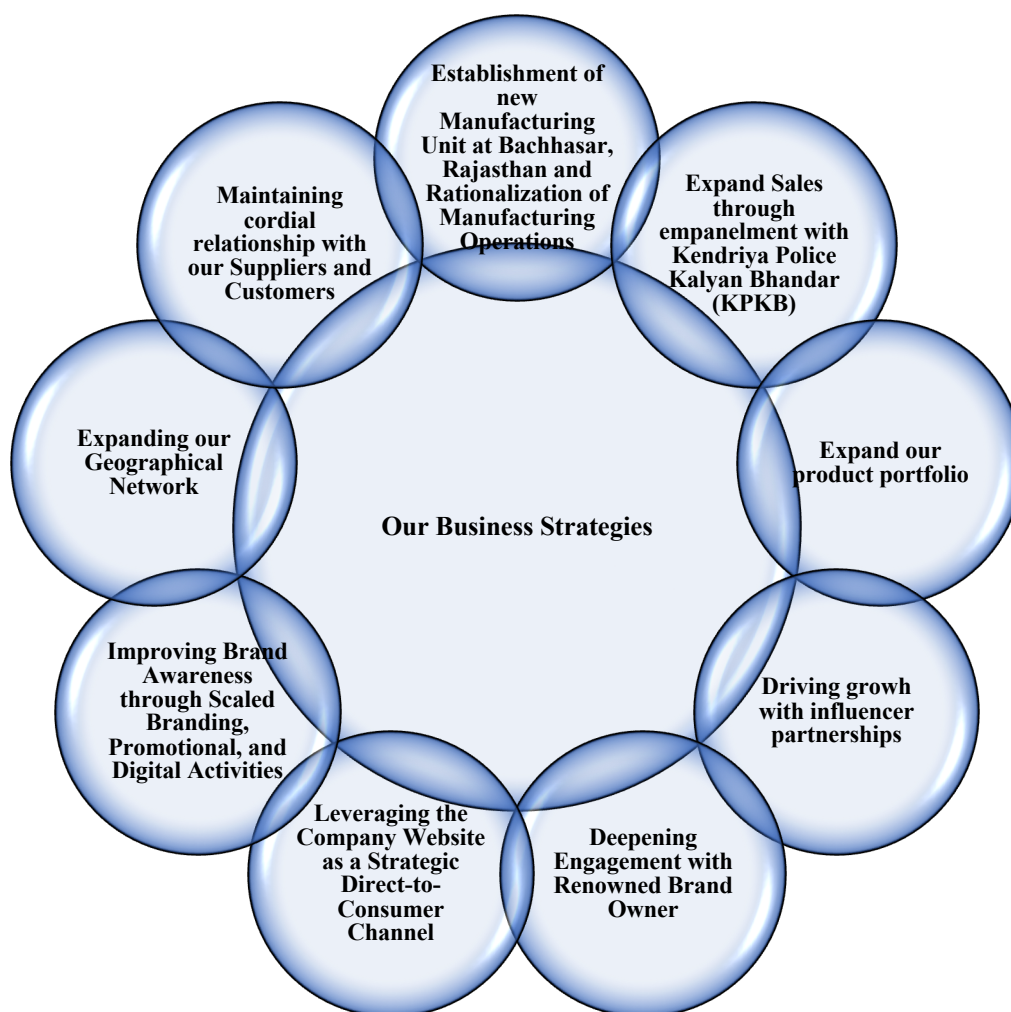 Establishment of
new
Manufacturing
Unit at Bachhasar,
Rajasthan and
Rationalization of
Manufacturing
Operations
Expand Sales
through
empanelment with
Kendriya Police
Kalyan Bhandar
(KPKB)
Expand our
product portfolio
Driving growth
with influencer
partnerships
Deepening
Engagement with
Renowned Brand
Owner
Leveraging the
Company Website
as a Strategic
Direct-to-
Consumer
Channel
Improving Brand
Awareness
through Scaled
Branding,
Promotional, and
Digital Activities
Expanding our
Geographical
Network
Maintaining
cordial
relationship with
our Suppliers and
Customers
Our Business Strategies